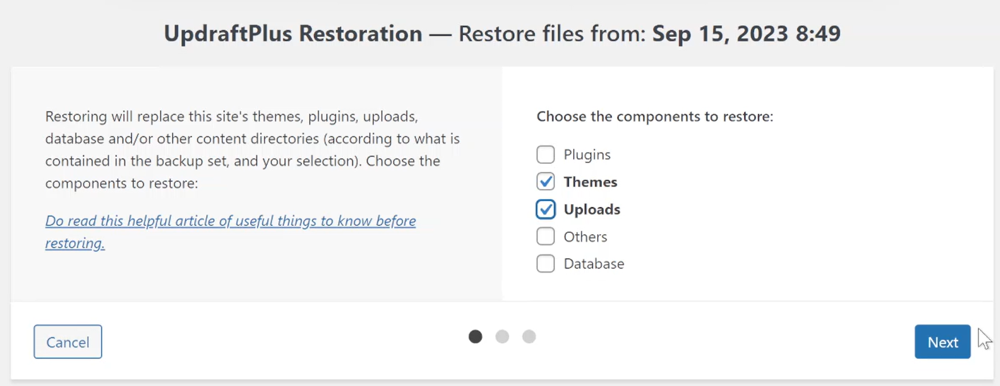 UpdraftPlus Restoration — Restore files from: Sep 15, 2023 8:49
Restoring will replace this site's themes, plugins, uploads,
database and/or other content directories (according to what is
contained in the backup set, and your selection). Choose the
components to restore:
Do read this helpful article of useful things to know before
restoring.
Choose the components to restore:
Plugins
Themes
Uploads
Others
Database
Cancel
Next